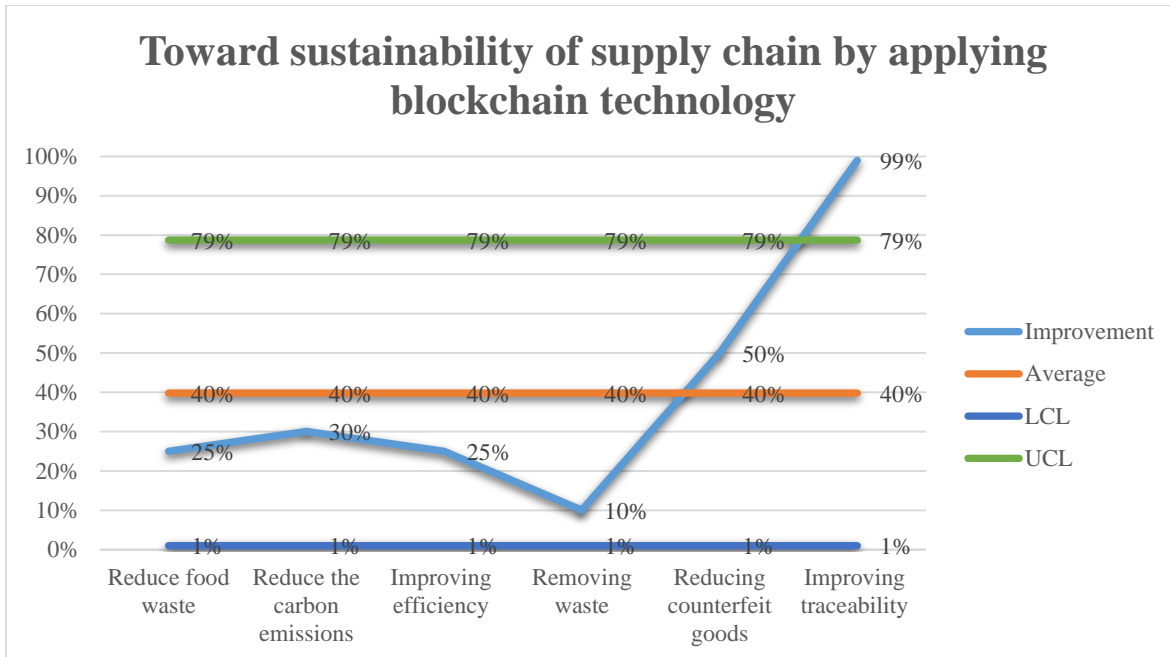 Toward sustainability of supply chain by applying
blockchain technology
100%
90%
80%
70%
60%
50%
40%
30%
20%
10%
0%
99%
79% 79% 79% 79% 79% 79%
50%
40% 40% 40% 40% 40% 40%
25% 30% 25% 10%
1% 1% 1% 1% 1% 1%
Reduce food
waste
Reduce the
carbon
emissions
Improving
efficiency
Removing
waste
Reducing
counterfeit
goods
Improving
traceability
Improvement
Average
LCL
UCL